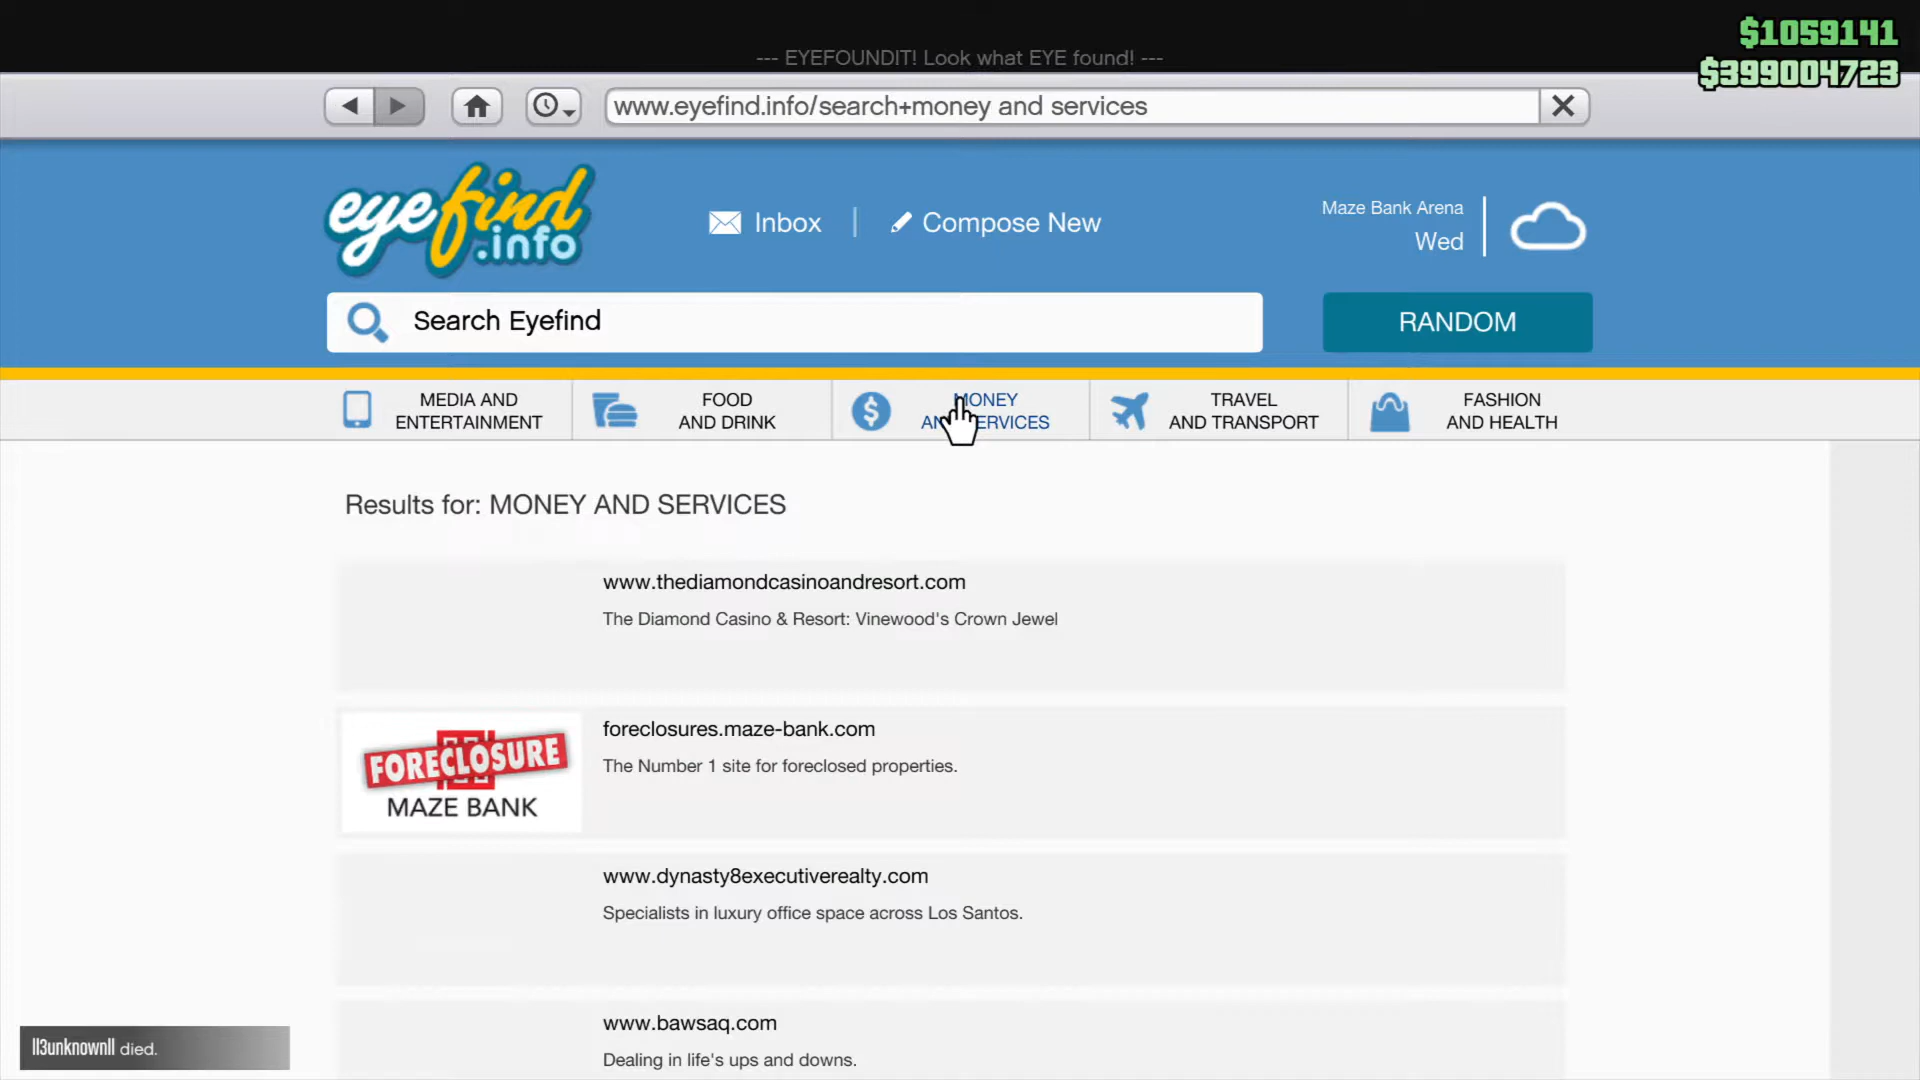 $1059141
--- EYEFOUNDIT! Look what EYE found! ---
$399004723
www.eyefind.info/search+money and services
eyefind
.info
Inbox
Compose New
Maze Bank Arena
Wed
Search Eyefind
RANDOM
MEDIA AND
ENTERTAINMENT
FOOD
AND DRINK
MONEY
AND SERVICES
TRAVEL
AND TRANSPORT
FASHION
AND HEALTH
Results for: MONEY AND SERVICES
www.thediamondcasinoandresort.com
The Diamond Casino & Resort: Vinewood's Crown Jewel
FORECLOSURE
MAZE BANK
foreclosures.maze-bank.com
The Number 1 site for foreclosed properties.
www.dynasty8executiverealty.com
Specialists in luxury office space across Los Santos.
www.bawsaq.com
Dealing in life's ups and downs.
ll3unknownll died.